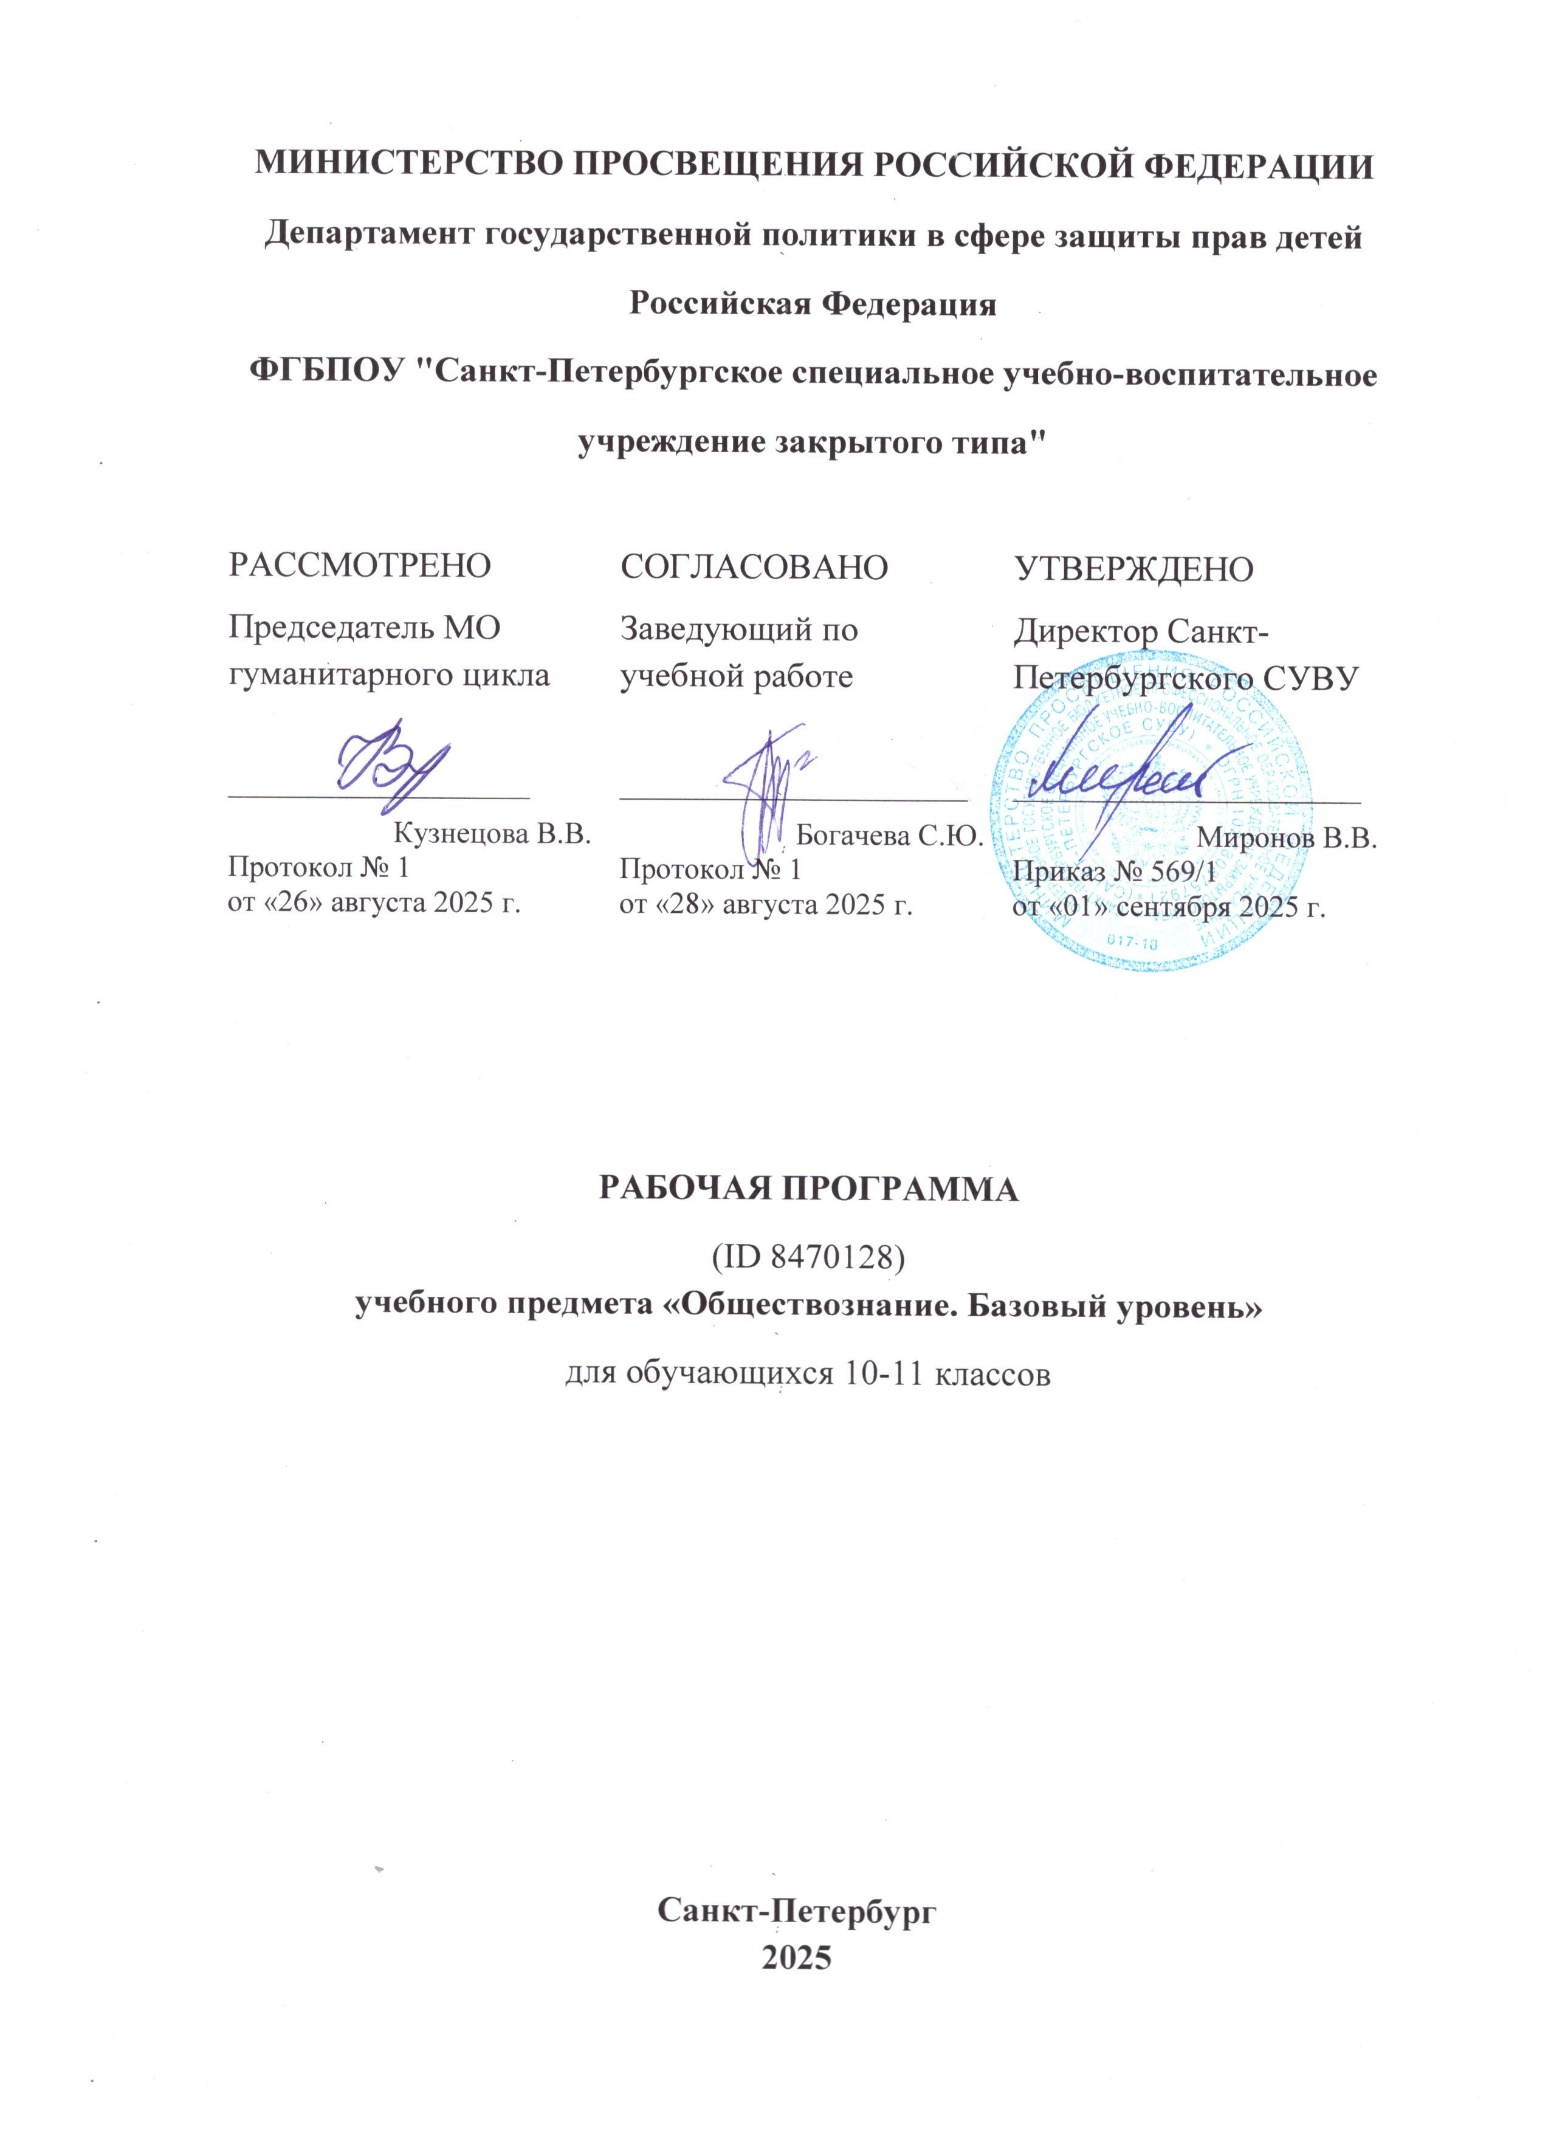 МИНИСТЕРСТВО ПРОСВЕЩЕНИЯ РОССИЙСКОЙ ФЕДЕРАЦИИ
Департамент государственной политики в сфере защиты прав детей
Российская Федерация
ФГБПОУ "Санкт-Петербургское специальное учебно-воспитательное
учреждение закрытого типа"
РАССМОТРЕНО
Председатель МО
гуманитарного цикла
Кузнецова В.В.
Протокол № 1
от «26» августа 2025 г.
СОГЛАСОВАНО
Заведующий по
учебной работе
Богачева С.Ю.
Протокол № 1
от «28» августа 2025 г.
УТВЕРЖДЕНО
Директор Санкт-
Петербургского СУВУ
Миронов В.В.
Приказ № 569/1
от «01» сентября 2025 г.
РАБОЧАЯ ПРОГРАММА
(ID 8470128)
учебного предмета «Обществознание. Базовый уровень»
для обучающихся 10-11 классов
Санкт-Петербург
2025